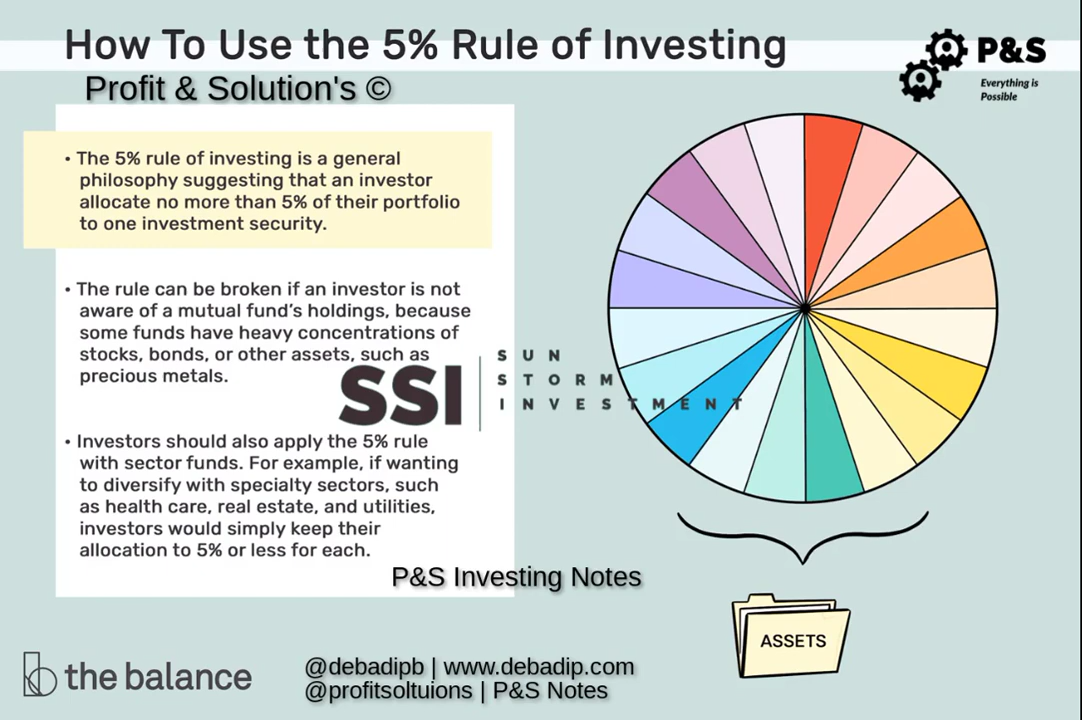 How To Use the 5% Rule of Investing
Profit & Solution's ©
P&S
Everything is
Possible
• The 5% rule of investing is a general
philosophy suggesting that an investor
allocate no more than 5% of their portfolio
to one investment security.
• The rule can be broken if an investor is not
aware of a mutual fund’s holdings, because
some funds have heavy concentrations of
stocks, bonds, or other assets, such as
precious metals.
SSI
SUN
STORM
INVESTMENT
• Investors should also apply the 5% rule
with sector funds. For example, if wanting
to diversify with specialty sectors, such
as health care, real estate, and utilities,
investors would simply keep their
allocation to 5% or less for each.
P&S Investing Notes
ASSETS
the balance
@debadipb | www.debadip.com
@profitsoltuions | P&S Notes